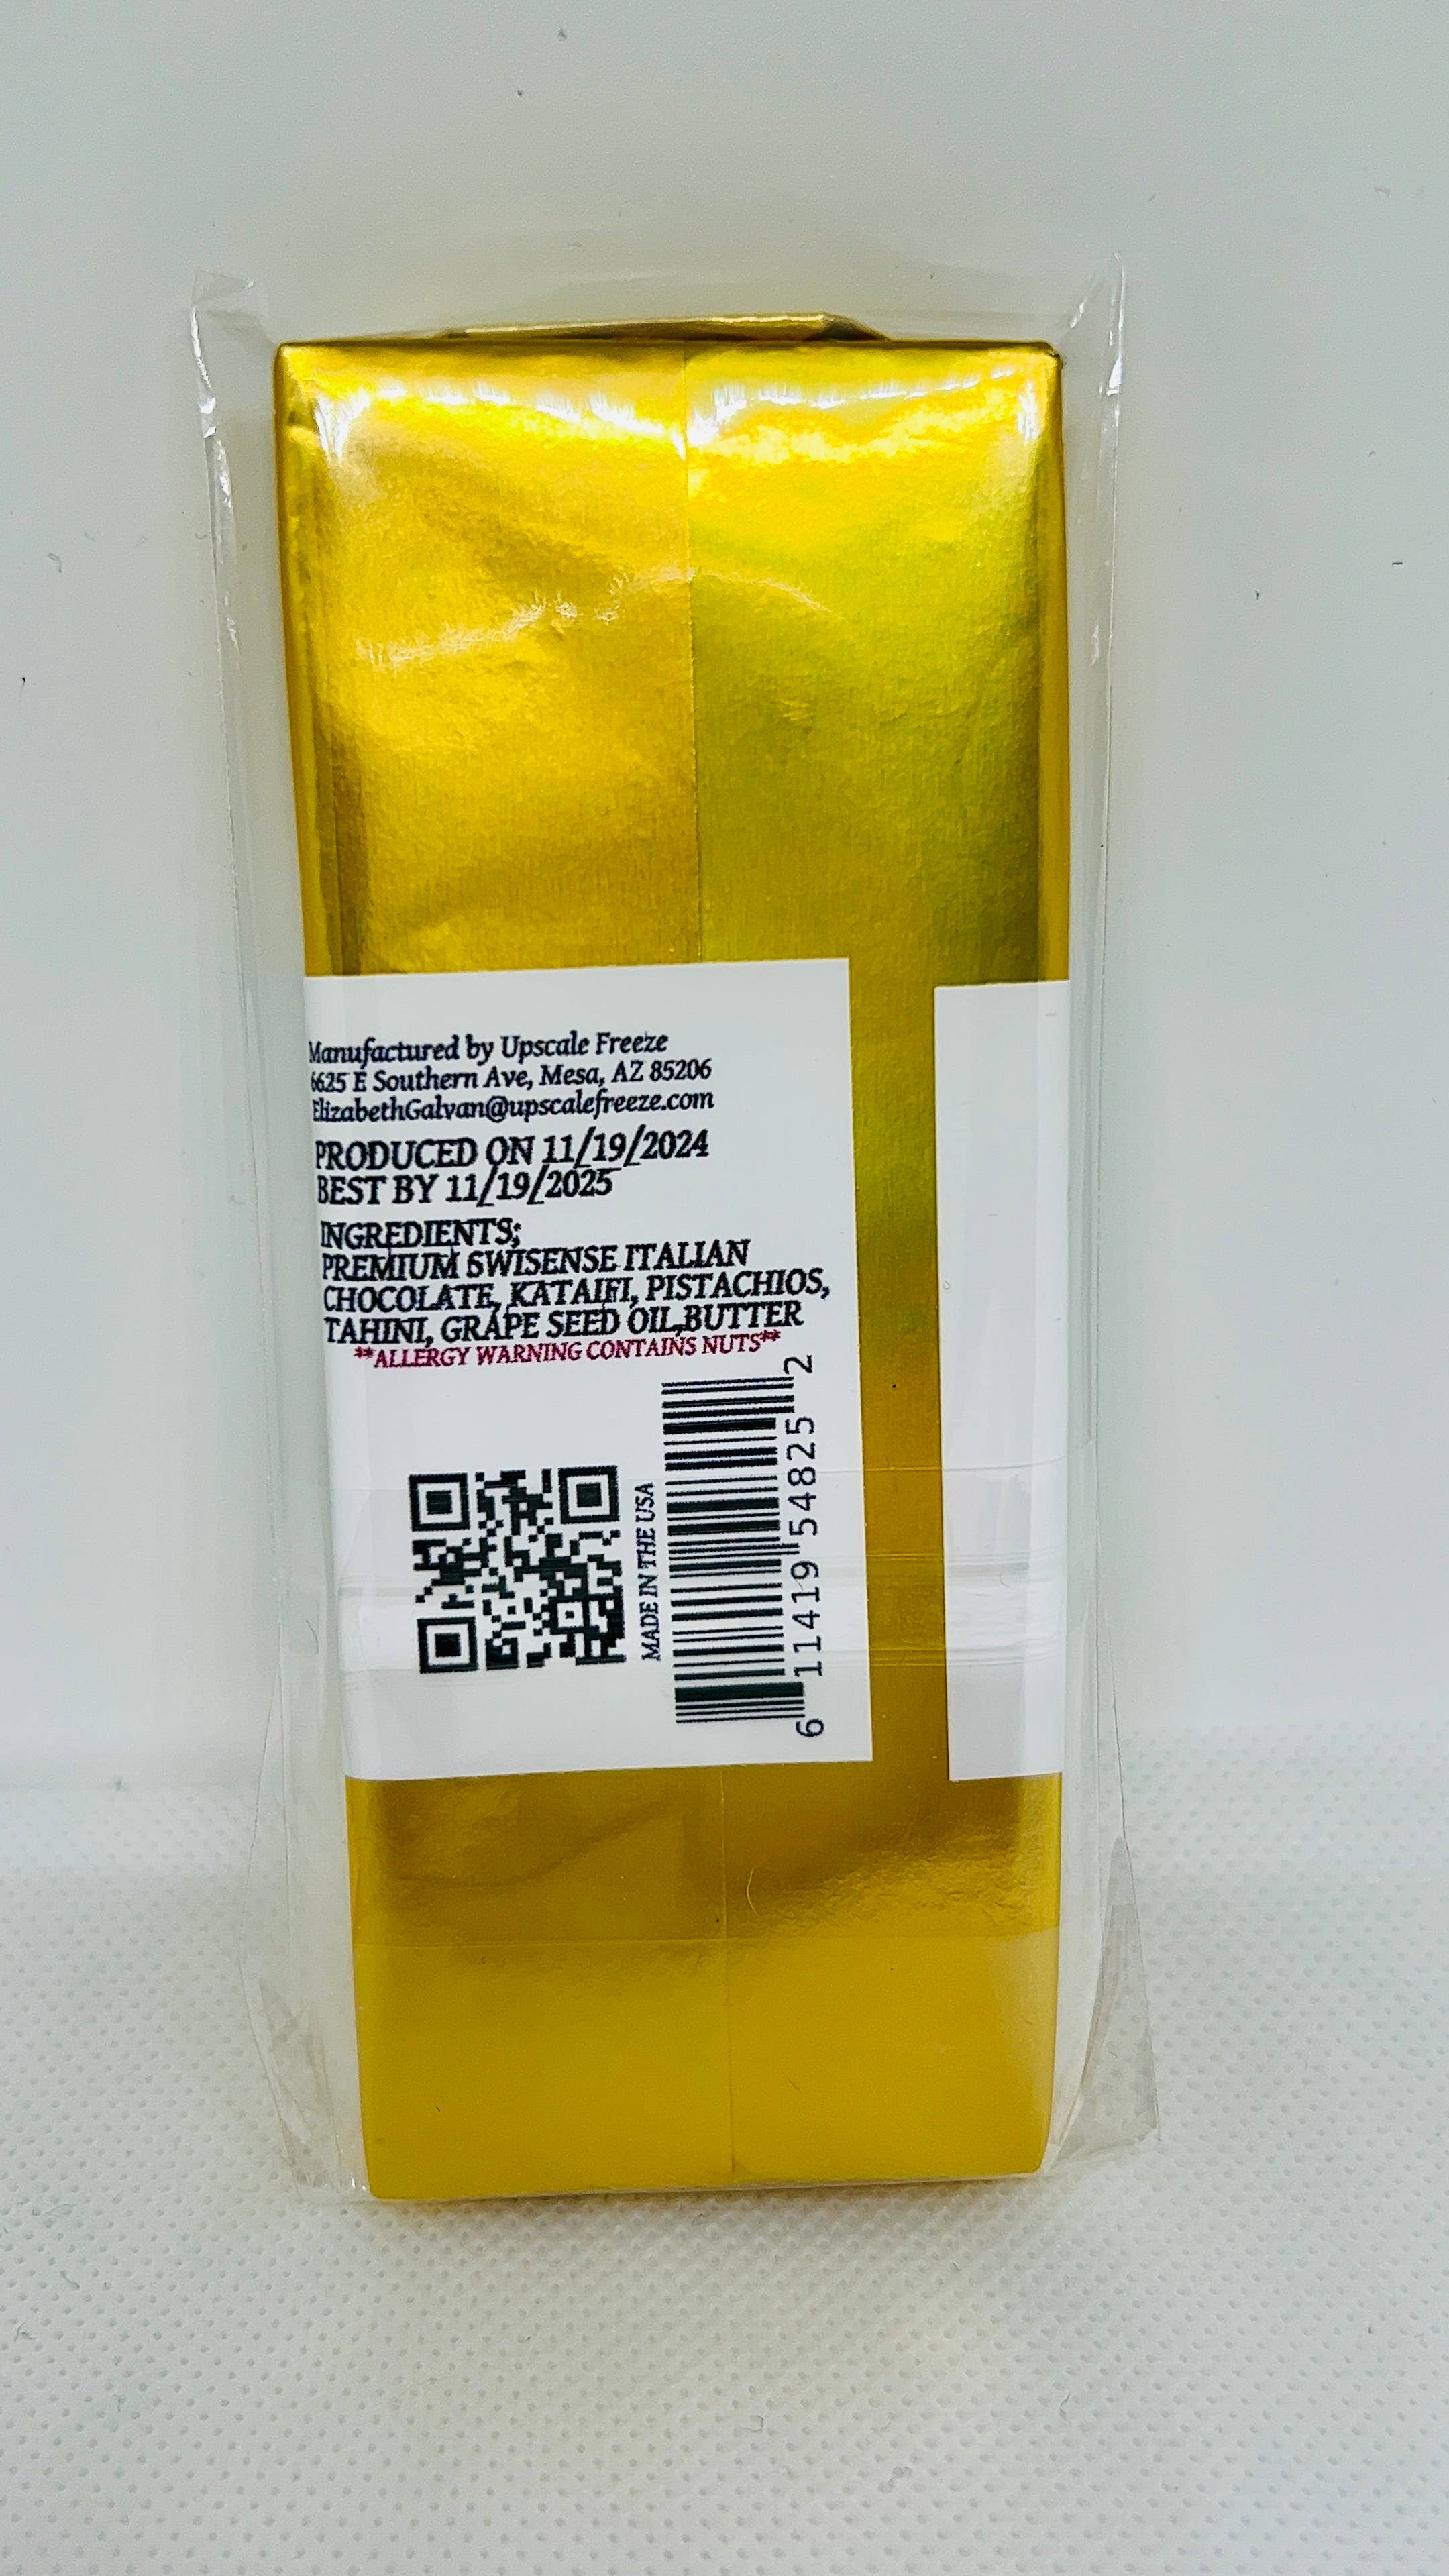 Manufactured by Upscale Freeze
6625 E Southern Ave, Mesa, AZ 85206
ElizabethGalvan@upscalefreeze.com
PRODUCED ON 11/19/2024
BEST BY 11/19/2025
INGREDIENTS;
PREMIUM SWISENSE ITALIAN
CHOCOLATE, KATAIFI, PISTACHIOS,
TAHINI, GRAPE SEED OIL,BUTTER
**ALLERGY WARNING CONTAINS NUTS**
MADE IN THE USA
6 11419 54825 2